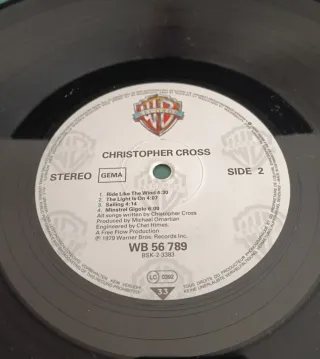 CHRISTOPHER CROSS
STEREO GEMA SIDE 2
1. Ride Like The Wind 4:30
2. The Light Is On 4:07
3. Sailing 4:14
4. Minstrel Gigolo 6:00
All songs written by Christopher Cross
Produced by Michael Omartian
Engineered by Chet Himes
A Free Flow Production
℗ 1979 Warner Bros. Records Inc.
WB 56 789
BSK-2-3383
LC 0392
33